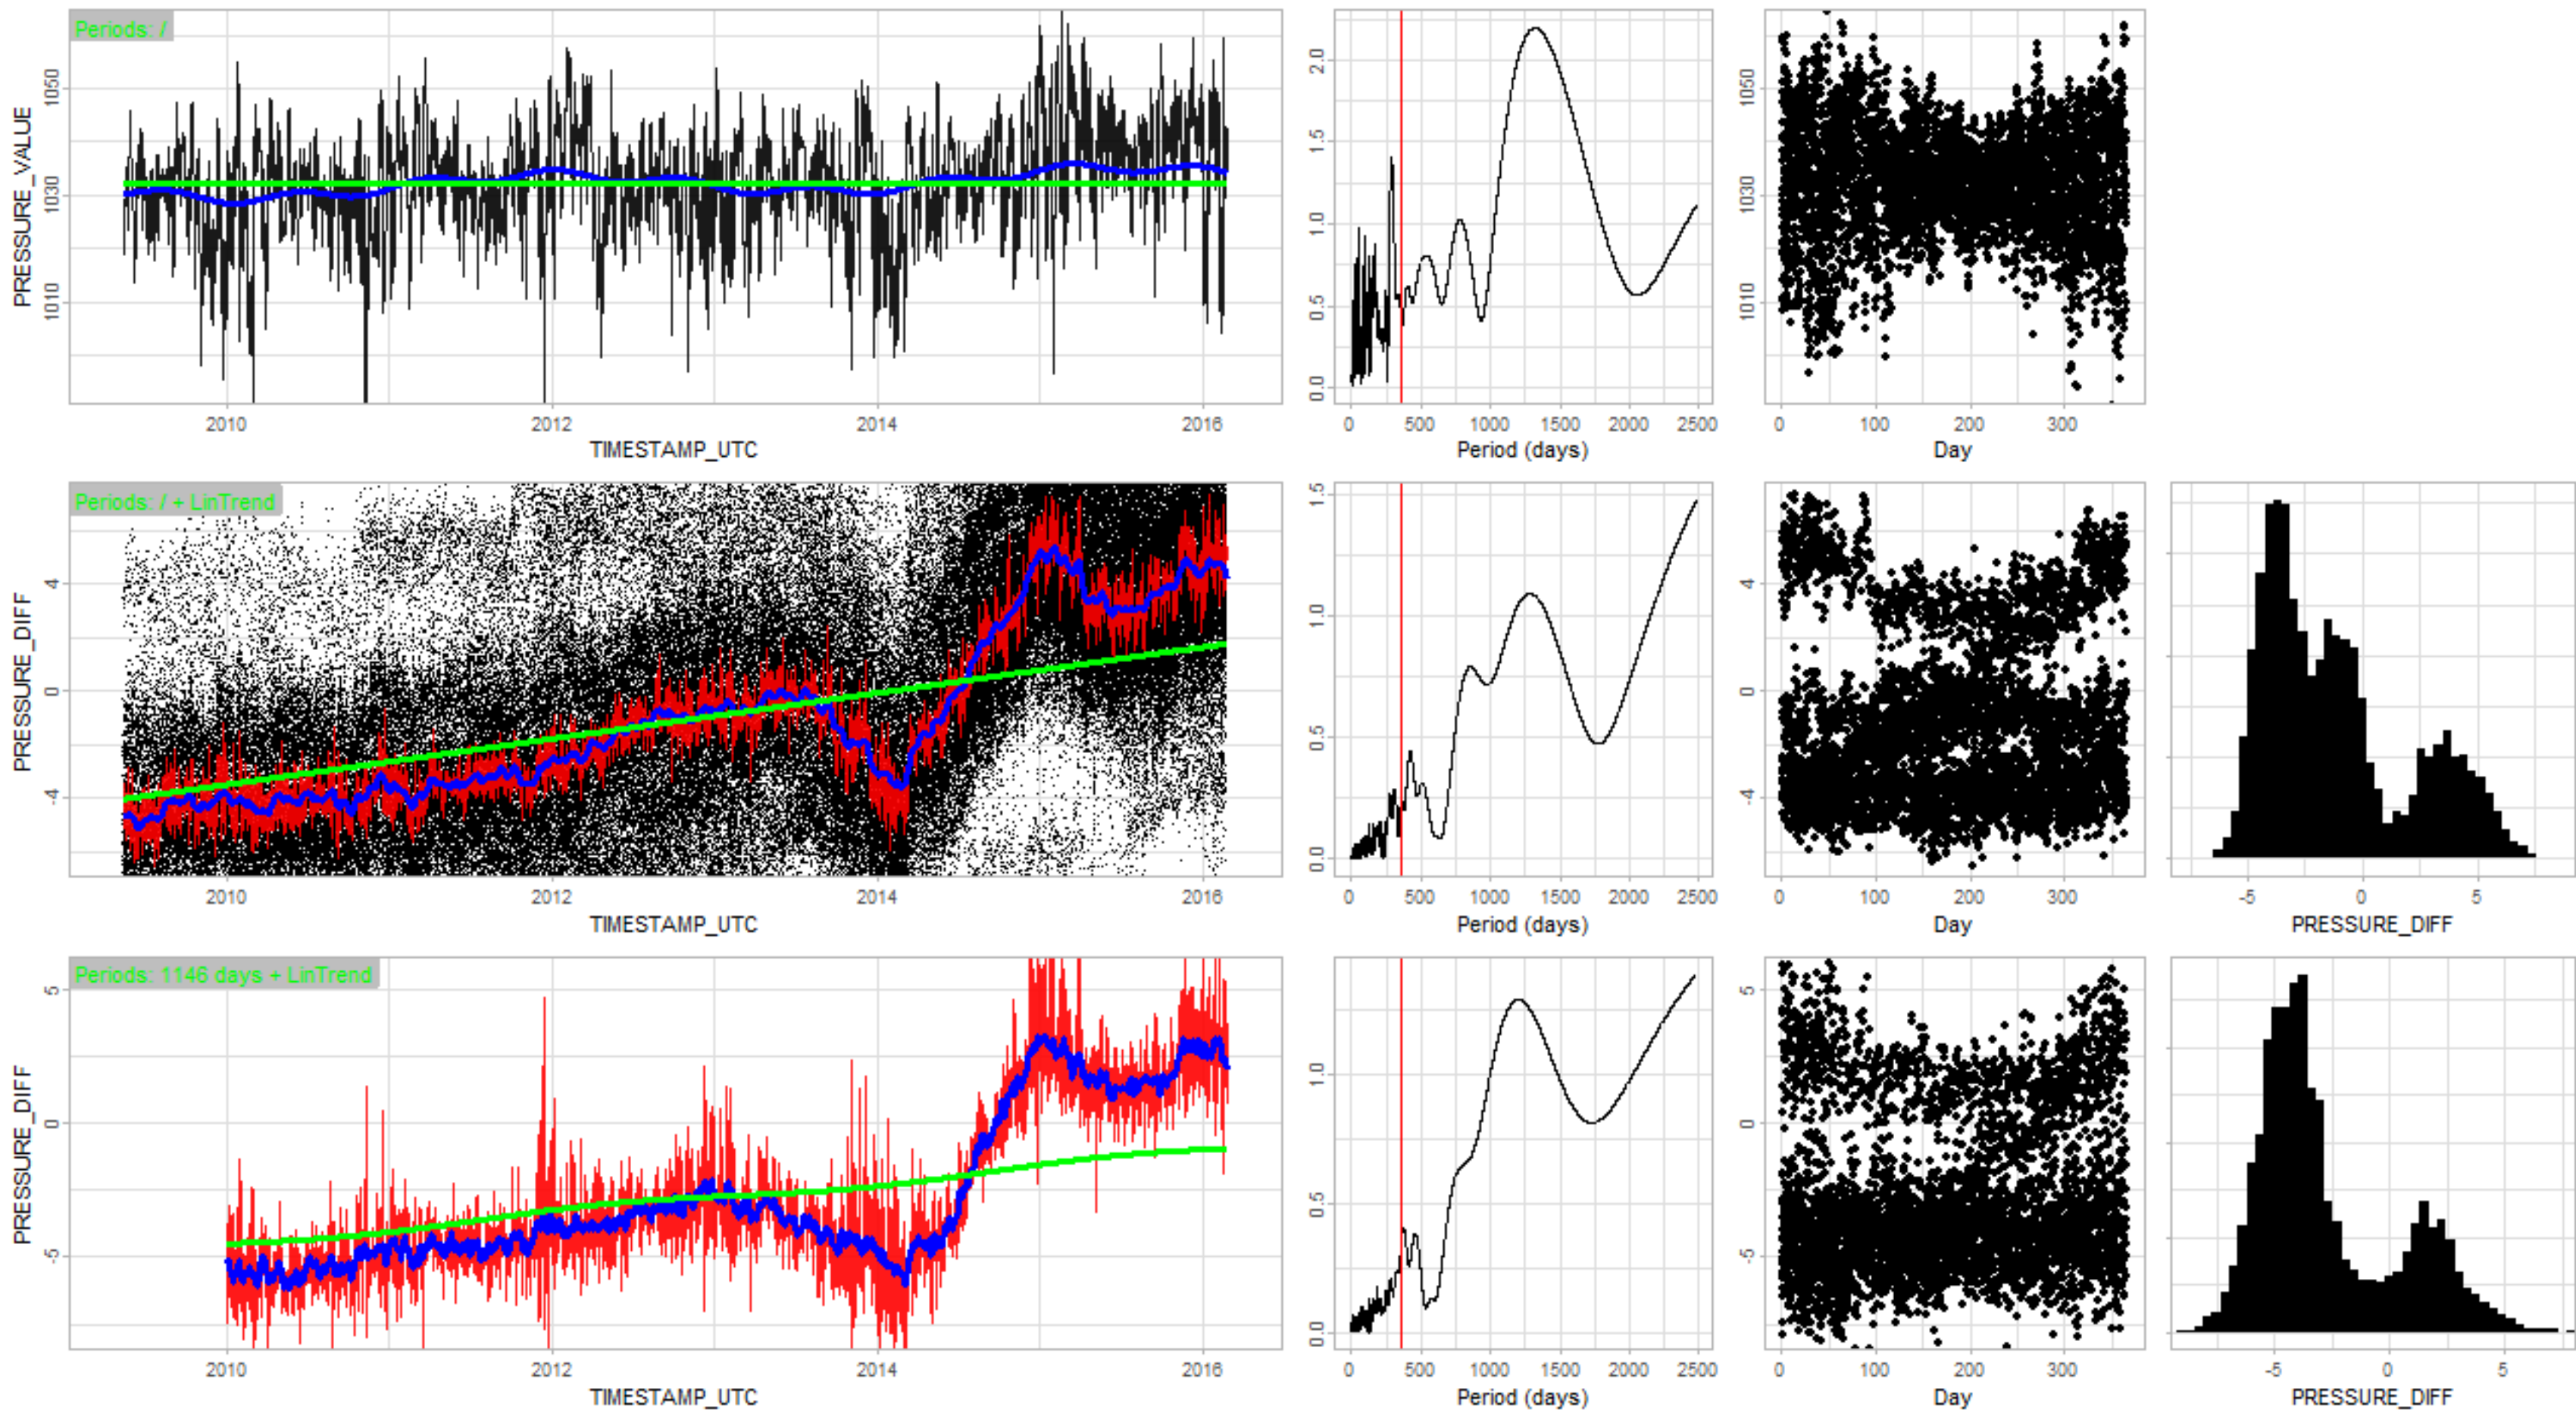 Periods: /
PRESSURE_VALUE
1050
1030
1010
2010 2012 2014 2016
TIMESTAMP_UTC
2.0
1.5
1.0
0.5
0.0
0 500 1000 1500 2000 2500
Period (days)
1050
1030
1010
0 100 200 300
Day
Periods: / + LinTrend
PRESSURE_DIFF
4
0
-4
2010 2012 2014 2016
TIMESTAMP_UTC
1.5
1.0
0.5
0.0
0 500 1000 1500 2000 2500
Period (days)
4
0
-4
0 100 200 300
Day
-5 0 5
PRESSURE_DIFF
Periods: 1146 days + LinTrend
PRESSURE_DIFF
5
0
-5
2010 2012 2014 2016
TIMESTAMP_UTC
1.0
0.5
0.0
0 500 1000 1500 2000 2500
Period (days)
5
0
-5
0 100 200 300
Day
-5 0 5
PRESSURE_DIFF